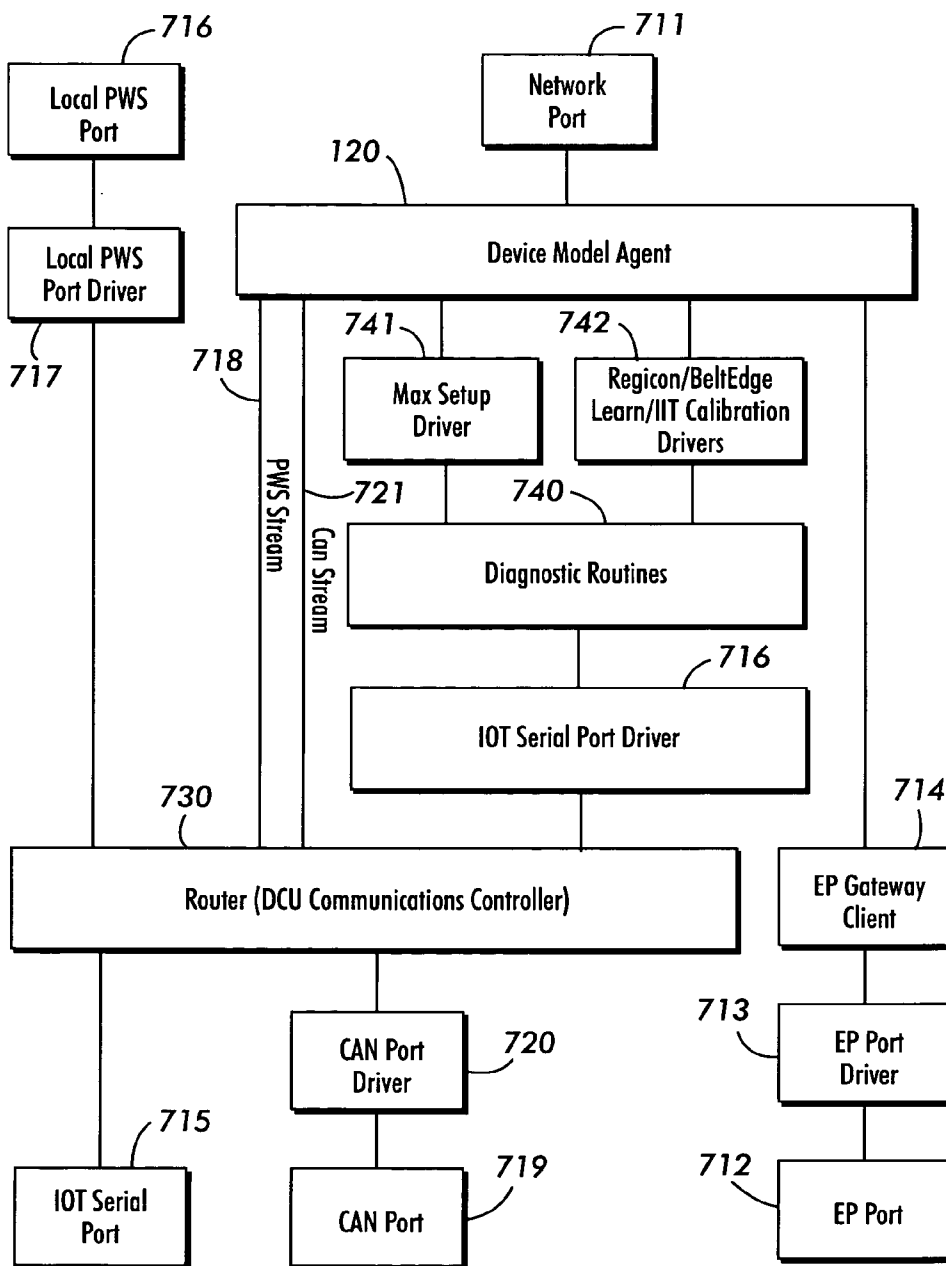 716
711
Local PWS
Port
Network
Port
120
Local PWS
Port Driver
Device Model Agent
717
718
741
742
Max Setup
Driver
Regicon/BeltEdge
Learn/IIT Calibration
Drivers
PWS Stream
721
Can Stream
740
Diagnostic Routines
716
IOT Serial Port Driver
730
714
Router (DCU Communications Controller)
EP Gateway
Client
713
CAN Port
Driver
720
EP Port
Driver
715
719
712
IOT Serial
Port
CAN Port
EP Port